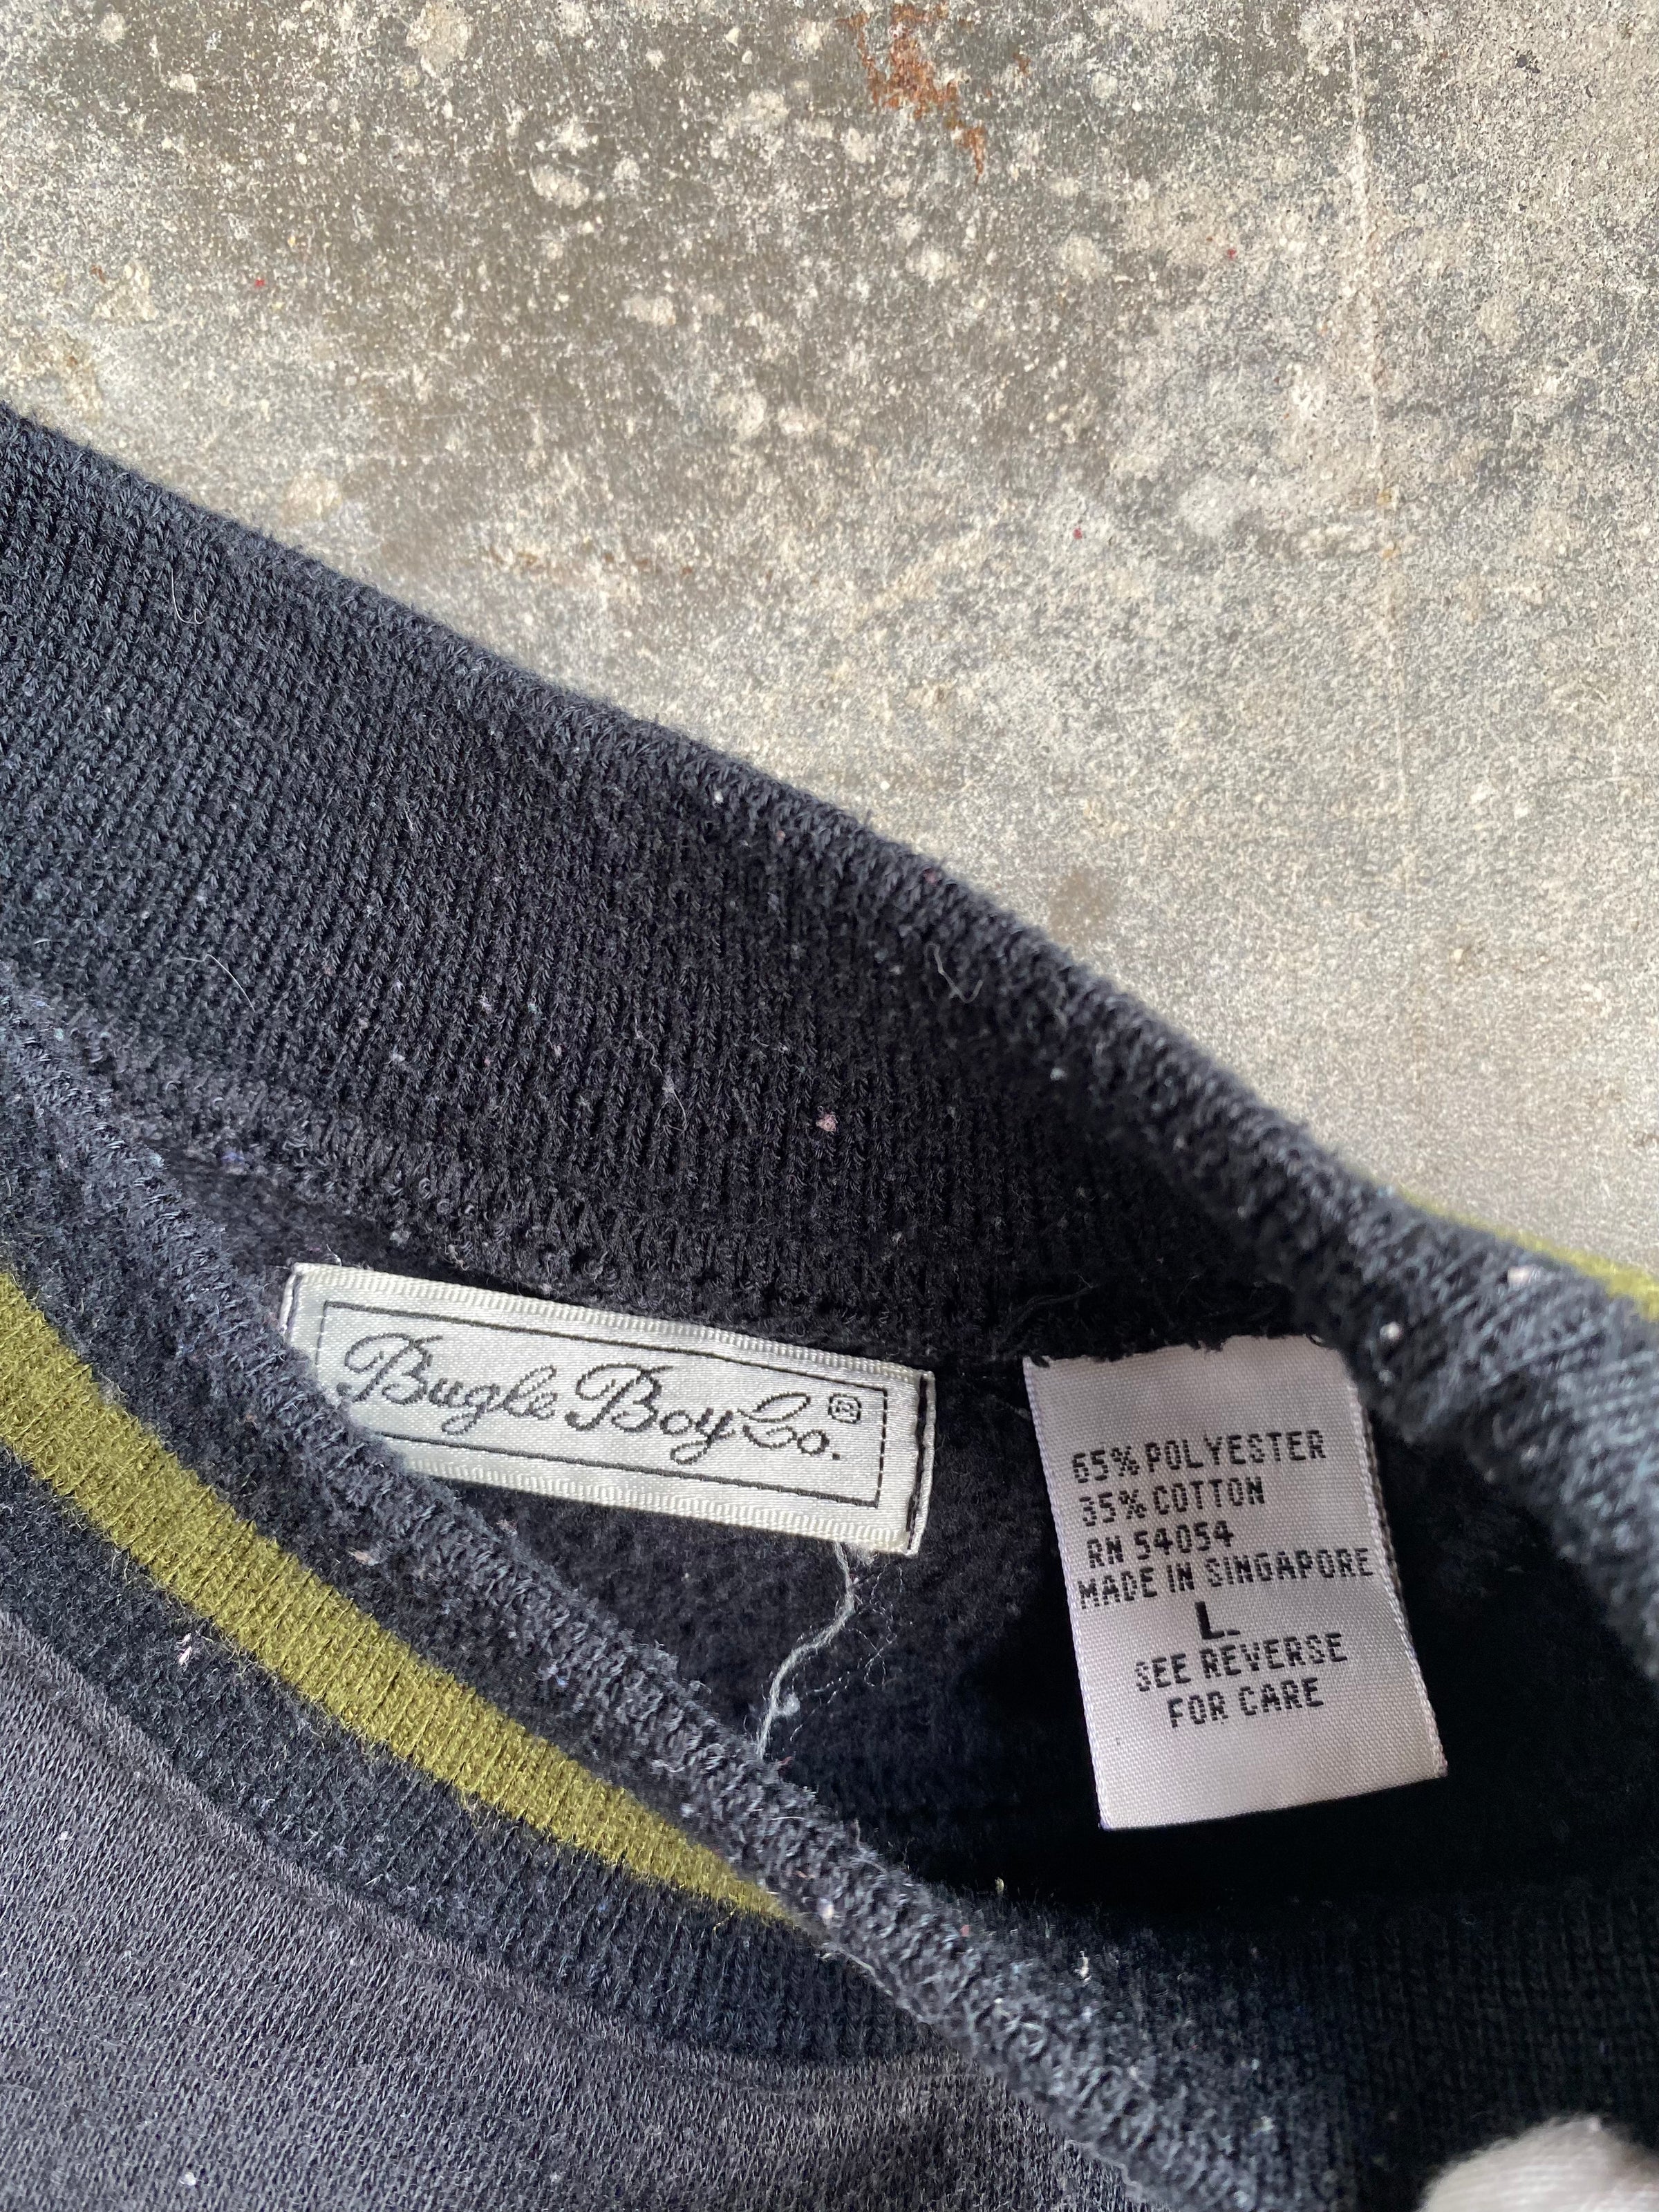 Bugle Boy Co.®
65% POLYESTER
35% COTTON
RN 54054
MADE IN SINGAPORE
L.
SEE REVERSE
FOR CARE